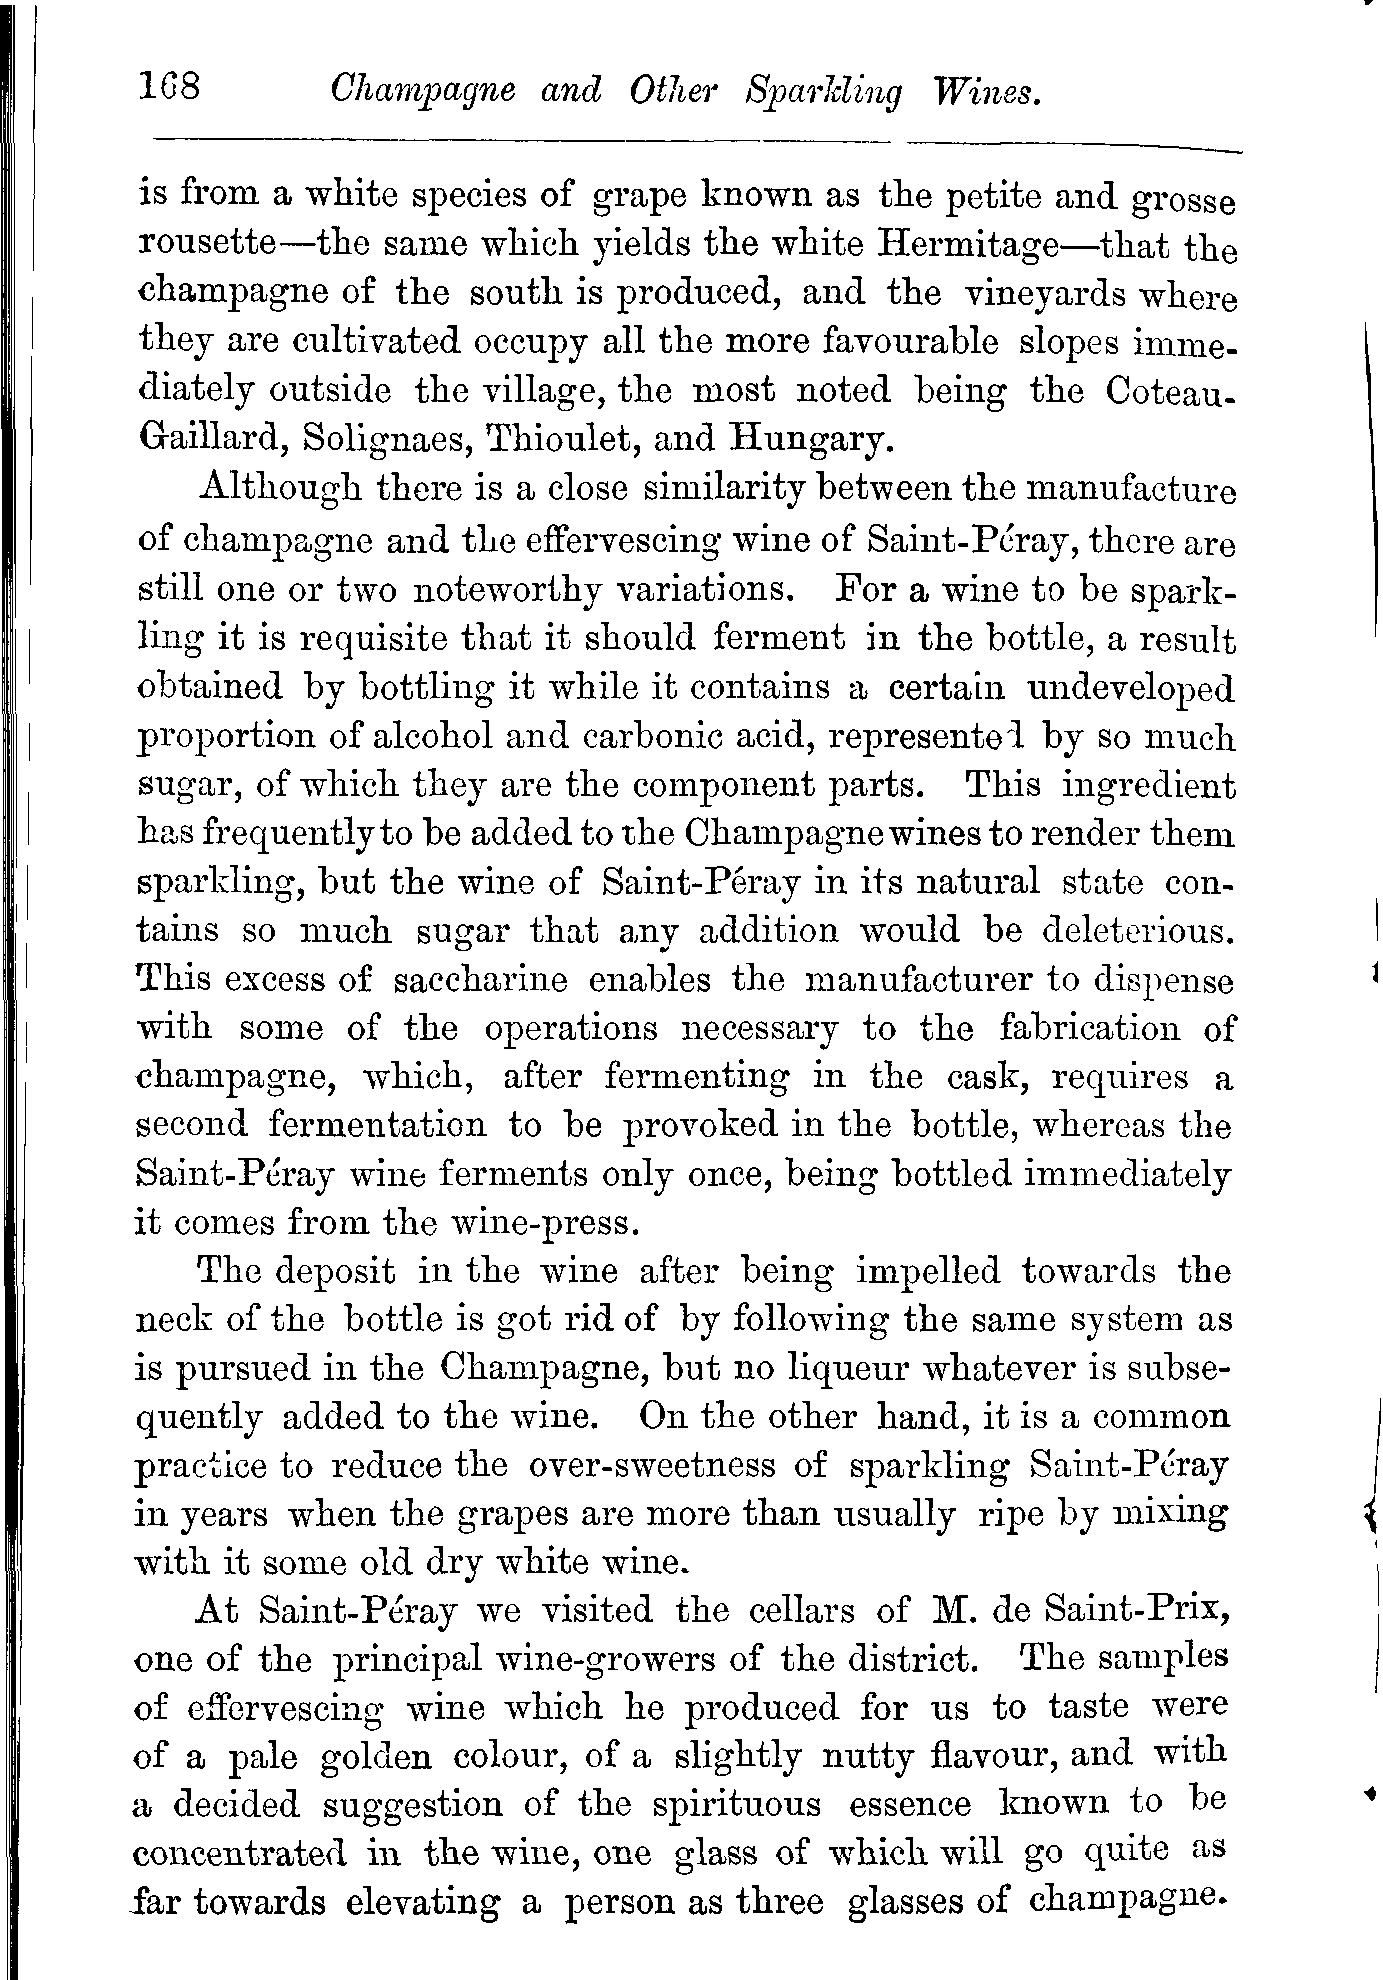 168 Champagne and Other Sparkling Wines.
is from a white species of grape known as the petite and grosse
rousette—the same which yields the white Hermitage—that the
champagne of the south is produced, and the vineyards where
they are cultivated occupy all the more favourable slopes imme-
diately outside the village, the most noted being the Coteau-
Gaillard, Solignaes, Thioulet, and Hungary.
Although there is a close similarity between the manufacture
of champagne and the effervescing wine of Saint-Péray, there are
still one or two noteworthy variations. For a wine to be spark-
ling it is requisite that it should ferment in the bottle, a result
obtained by bottling it while it contains a certain undeveloped
proportion of alcohol and carbonic acid, represented by so much
sugar, of which they are the component parts. This ingredient
has frequently to be added to the Champagne wines to render them
sparkling, but the wine of Saint-Péray in its natural state con-
tains so much sugar that any addition would be deleterious.
This excess of saccharine enables the manufacturer to dispense
with some of the operations necessary to the fabrication of
champagne, which, after fermenting in the cask, requires a
second fermentation to be provoked in the bottle, whereas the
Saint-Péray wine ferments only once, being bottled immediately
it comes from the wine-press.
The deposit in the wine after being impelled towards the
neck of the bottle is got rid of by following the same system as
is pursued in the Champagne, but no liqueur whatever is subse-
quently added to the wine. On the other hand, it is a common
practice to reduce the over-sweetness of sparkling Saint-Péray
in years when the grapes are more than usually ripe by mixing
with it some old dry white wine.
At Saint-Péray we visited the cellars of M. de Saint-Prix,
one of the principal wine-growers of the district. The samples
of effervescing wine which he produced for us to taste were
of a pale golden colour, of a slightly nutty flavour, and with
a decided suggestion of the spirituous essence known to be
concentrated in the wine, one glass of which will go quite as
far towards elevating a person as three glasses of champagne.